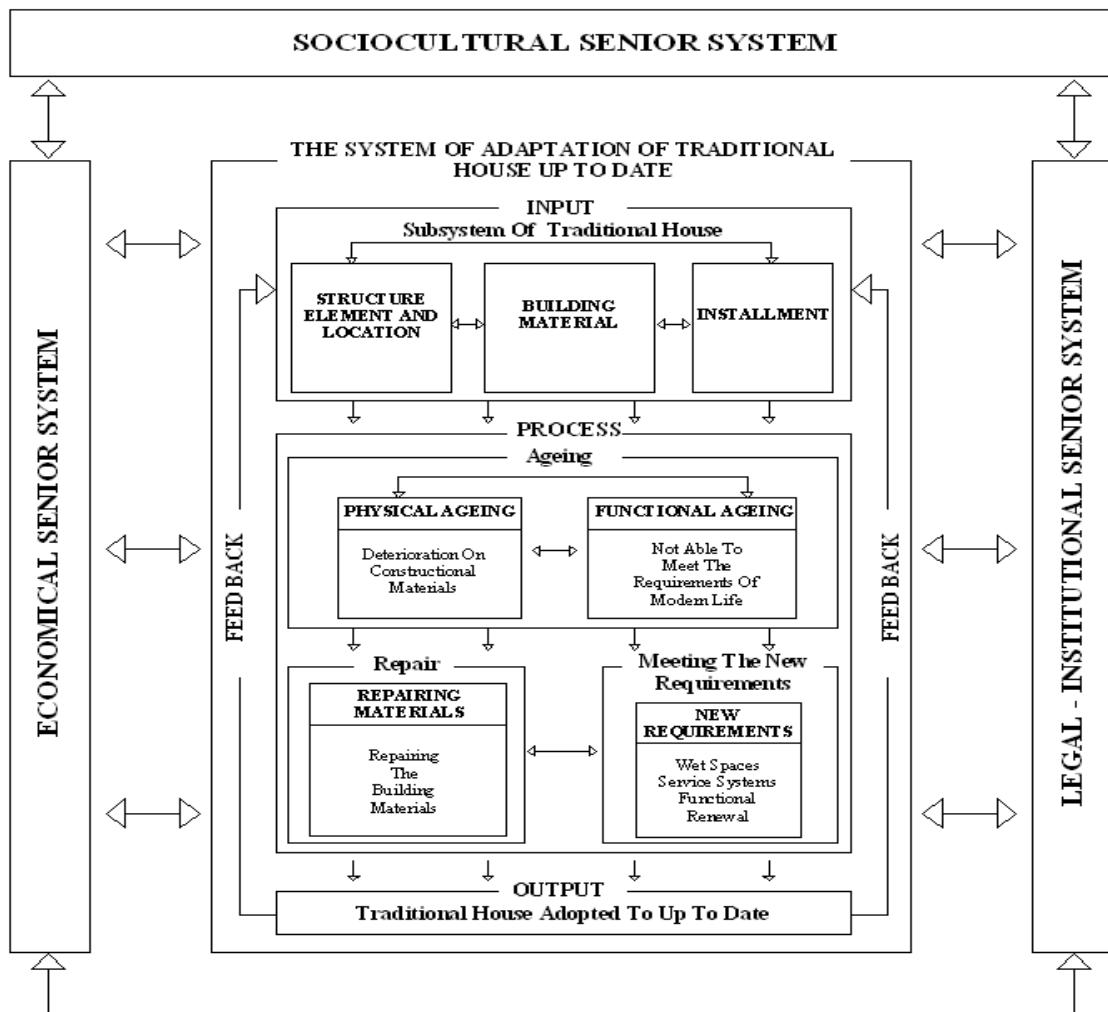 SOCIOCULTURAL SENIOR SYSTEM
THE SYSTEM OF ADAPTATION OF TRADITIONAL
HOUSE UP TO DATE
INPUT
Subsystem Of Traditional House
STRUCTURE
ELEMENT AND
LOCATION
BUILDING
MATERIAL
INSTALLMENT
PROCESS
Ageing
PHYSICAL AGEING
Deterioration On
Constructional
Materials
FUNCTIONAL AGEING
Not Able To
Meet The
Requirements Of
Modern Life
Repair
REPAIRING
MATERIALS
Repairing
The
Building
Materials
Meeting The New
Requirements
NEW
REQUIREMENTS
Wet Spaces
Service Systems
Functional
Renewal
OUTPUT
Traditional House Adopted To Up To Date
ECONOMICAL SENIOR SYSTEM
FEEDBACK
FEEDBACK
LEGAL - INSTITUTIONAL SENIOR SYSTEM